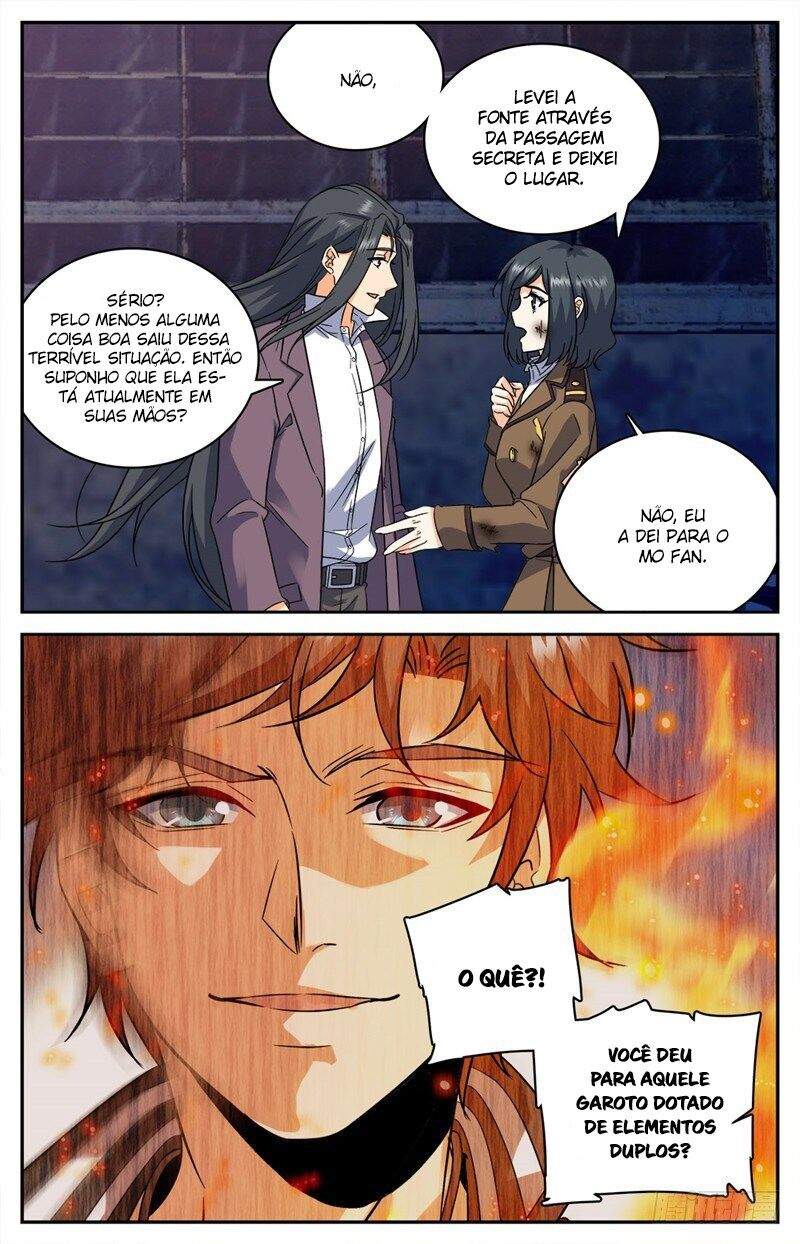 NÃO,
LEVEI A
FONTE ATRAVÉS
DA PASSAGEM
SECRETA E DEIXEI
O LUGAR.
SÉRIO?
PELO MENOS ALGUMA
COISA BOA SAIU DESSA
TERRÍVEL SITUAÇÃO. ENTÃO
SUPONHO QUE ELA ES-
TÁ ATUALMENTE EM
SUAS MÃOS?
NÃO, EU
A DEI PARA O
MO FAN.
O QUÊ?!
VOCÊ DEU
PARA AQUELE
GAROTO DOTADO
DE ELEMENTOS
DUPLOS?